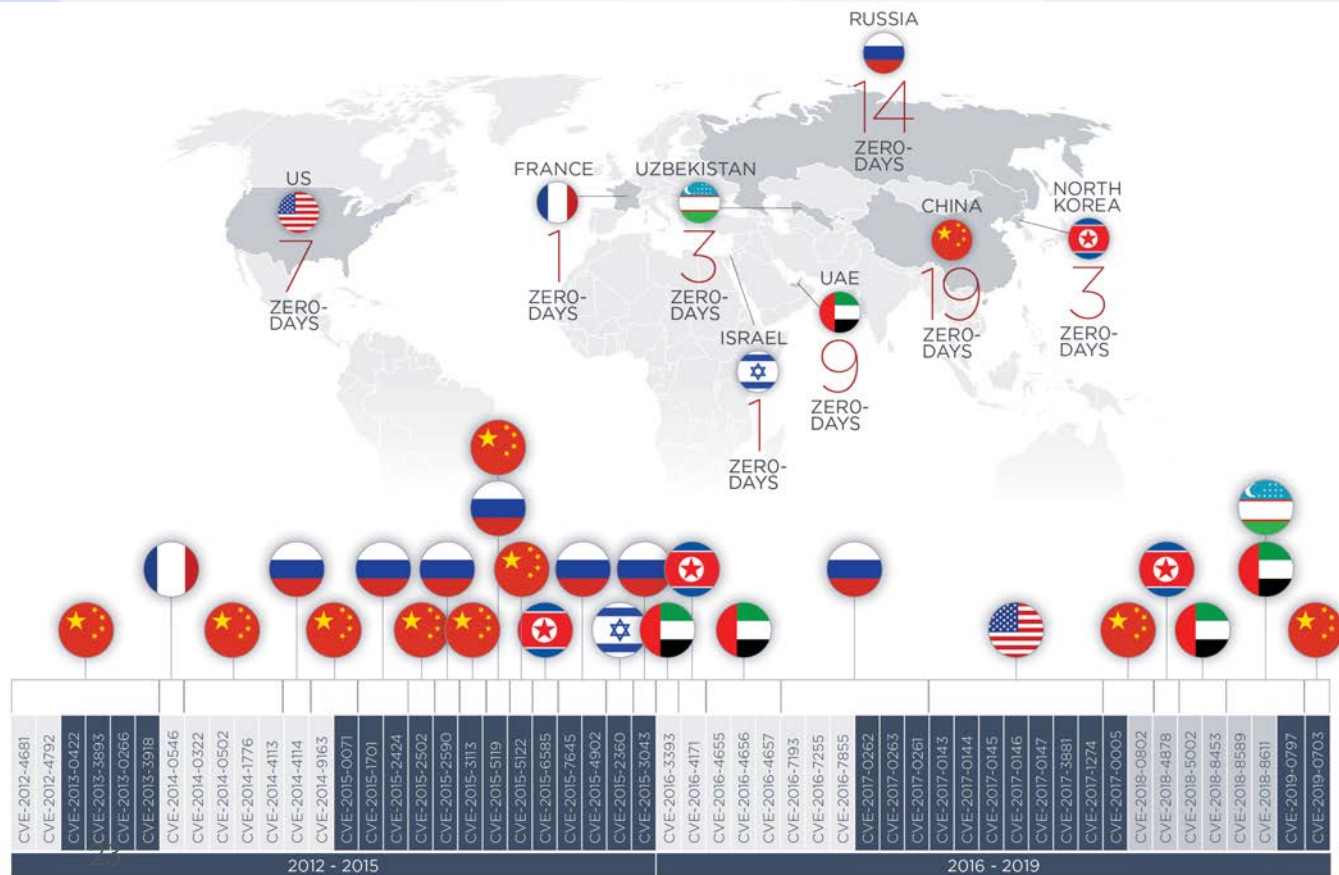 RUSSIA
14
ZERO-
DAYS
US
7
ZERO-
DAYS
FRANCE
1
ZERO-
DAYS
UZBEKISTAN
3
ZERO-
DAYS
CHINA
19
ZERO-
DAYS
NORTH
KOREA
3
ZERO-
DAYS
UAE
9
ZERO-
DAYS
ISRAEL
1
ZERO-
DAYS
CVE-2012-4681
CVE-2012-4792
CVE-2013-0422
CVE-2013-3893
CVE-2013-0266
CVE-2013-3918
CVE-2014-0546
CVE-2014-0322
CVE-2014-0502
CVE-2014-1776
CVE-2014-4113
CVE-2014-4114
CVE-2014-9163
CVE-2015-0071
CVE-2015-1701
CVE-2015-2424
CVE-2015-2502
CVE-2015-2590
CVE-2015-3113
CVE-2015-5119
CVE-2015-5122
CVE-2015-6585
CVE-2015-7645
CVE-2015-4902
CVE-2015-2360
CVE-2015-3043
CVE-2016-3393
CVE-2016-4171
CVE-2016-4655
CVE-2016-4656
CVE-2016-4657
CVE-2016-7193
CVE-2016-7255
CVE-2016-7855
CVE-2017-0262
CVE-2017-0263
CVE-2017-0261
CVE-2017-0143
CVE-2017-0144
CVE-2017-0145
CVE-2017-0146
CVE-2017-0147
CVE-2017-3881
CVE-2017-1274
CVE-2017-0005
CVE-2018-0802
CVE-2018-4878
CVE-2018-5002
CVE-2018-8453
CVE-2018-8589
CVE-2018-8611
CVE-2019-0797
CVE-2019-0703
23
2012 - 2015
2016 - 2019